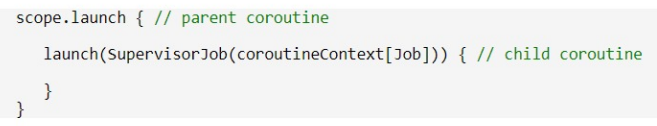 scope.launch { // parent coroutine
launch(SupervisorJob(coroutineContext[Job])) { // child coroutine
}
}